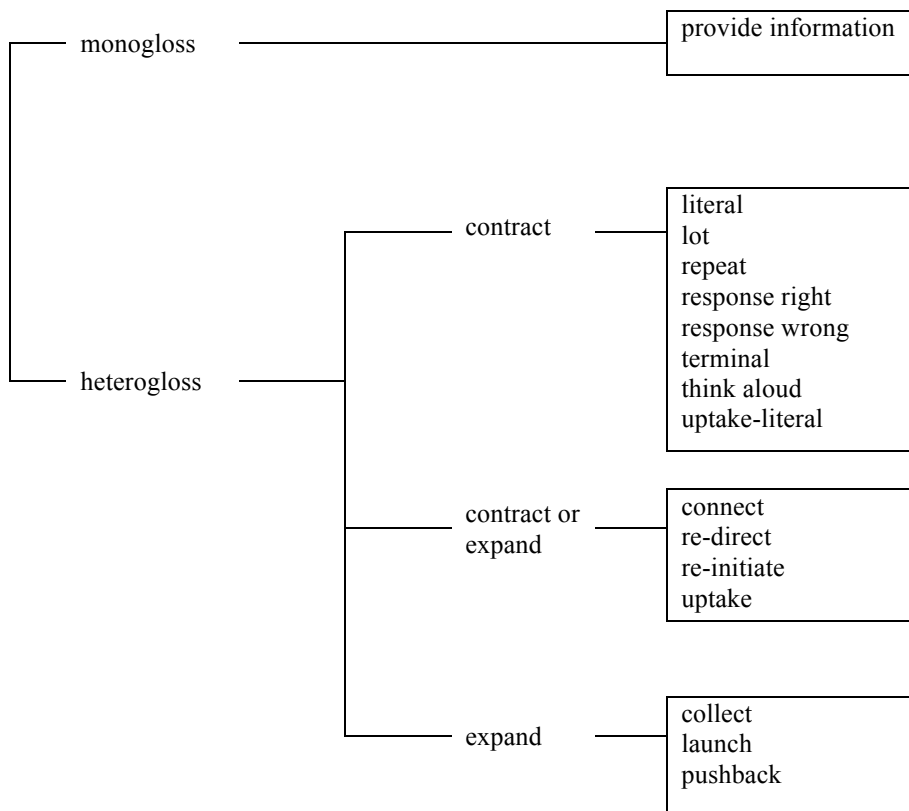 monogloss
provide information
heterogloss
contract
literal
lot
repeat
response right
response wrong
terminal
think aloud
uptake-literal
contract or
expand
connect
re-direct
re-initiate
uptake
expand
collect
launch
pushback